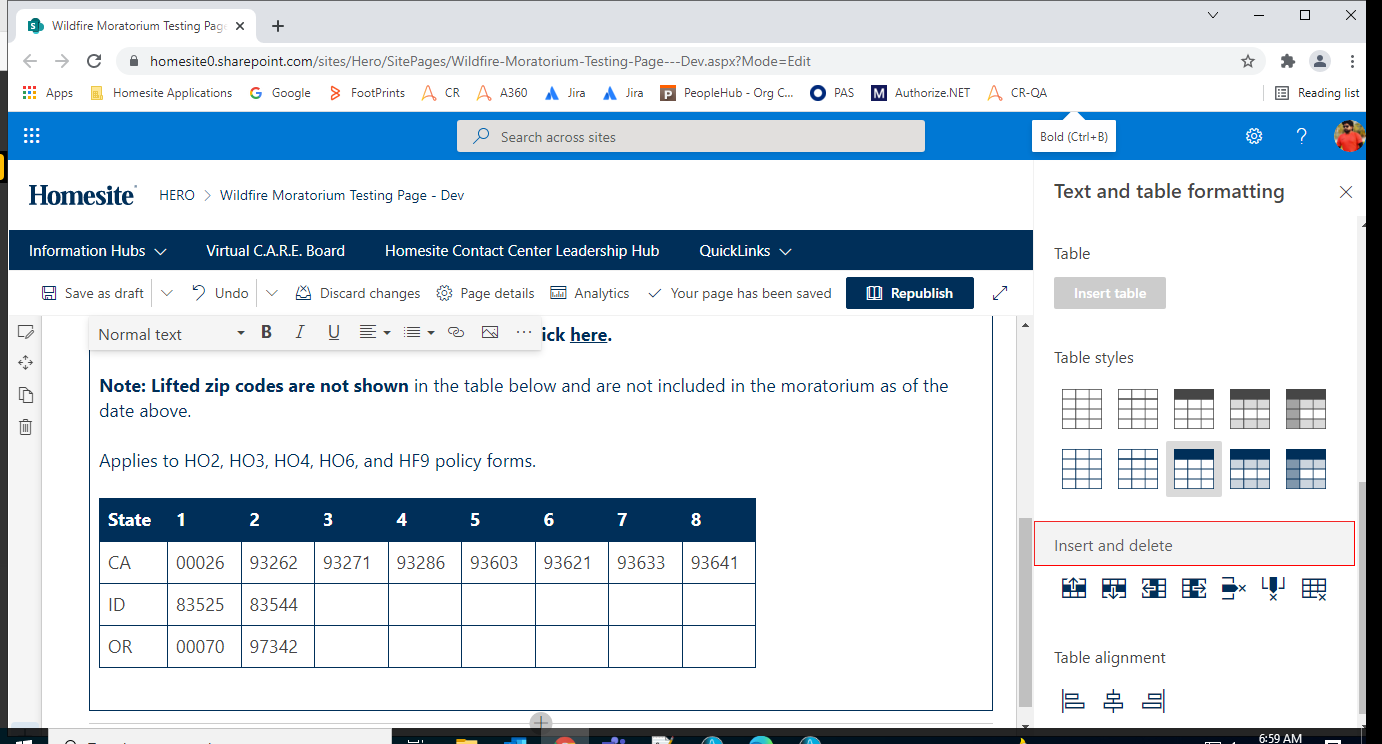 Wildfire Moratorium Testing Pag
homesite0.sharepoint.com/sites/Hero/SitePages/Wildfire-Moratorium-Testing-Page---Dev.aspx?Mode=Edit
Apps Homesite Applications Google FootPrints CR A360 Jira Jira PeopleHub - Org C... PAS Authorize.NET CR-QA Reading list
Search across sites
Bold (Ctrl+B)
?
Homesite HERO > Wildfire Moratorium Testing Page - Dev
Text and table formatting
Information Hubs Virtual C.A.R.E. Board Homesite Contact Center Leadership Hub QuickLinks
Save as draft Undo Discard changes Page details Analytics Your page has been saved Republish
Normal text B I U ... ick here.
Note: Lifted zip codes are not shown in the table below and are not included in the moratorium as of the
date above.
Applies to HO2, HO3, HO4, HO6, and HF9 policy forms.
State 1 2 3 4 5 6 7 8
CA 00026 93262 93271 93286 93603 93621 93633 93641
ID 83525 83544
OR 00070 97342
Table
Insert table
Table styles
Insert and delete
Table alignment
6:59 AM